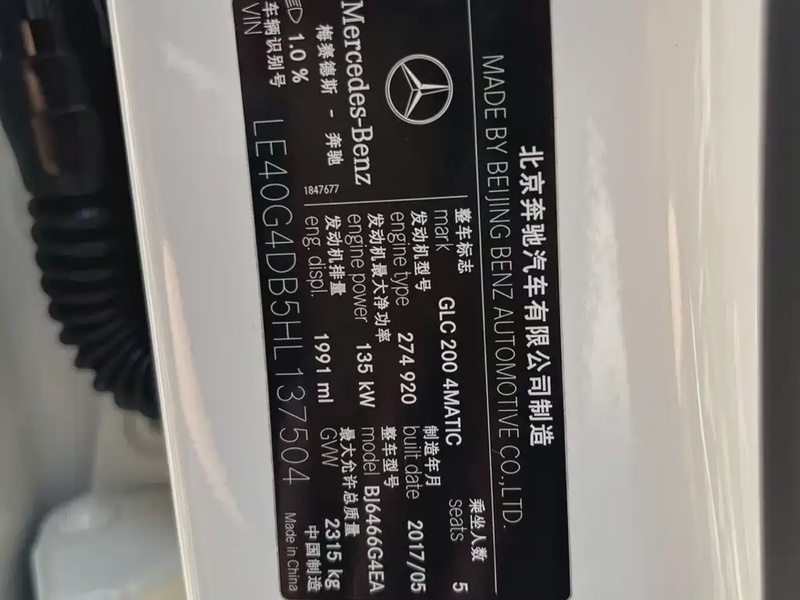 北京奔驰汽车有限公司制造
MADE BY BEIJING BENZ AUTOMOTIVE CO.,LTD.
Mercedes-Benz
梅赛德斯 - 奔驰
1.0 %
1847677
整车标志
mark GLC 200 4MATIC
乘坐人数
seats 5
发动机型号
engine type 274 920
制造年月
built date 2017/05
发动机最大净功率
engine power 135 kW
整车型号
model BJ6466G4EA
发动机排量
eng. displ. 1991 ml
最大允许总质量
GVW 2315 kg
车辆识别号
VIN LE40G4DB5HL137504
中国制造
Made in China